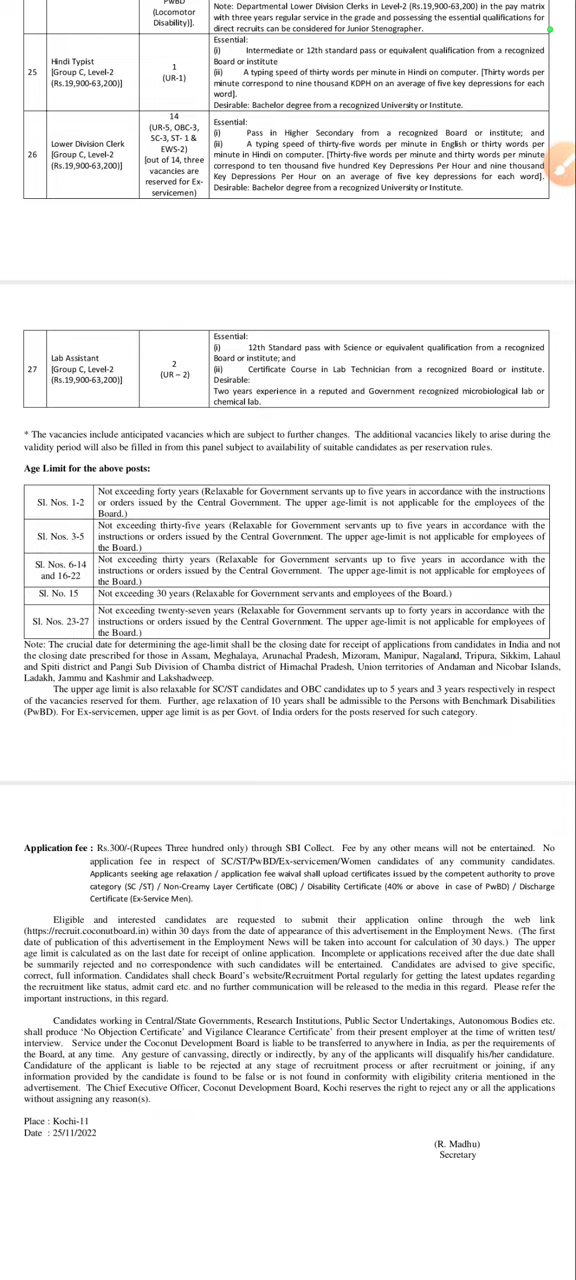 PwBD
(Locomotor
Disability)].
Note: Departmental Lower Division Clerks in Level-2 (Rs.19,900-63,200) in the pay matrix
with three years regular service in the grade and possessing the essential qualifications for
direct recruits can be considered for Junior Stenographer.
25
Hindi Typist
[Group C, Level-2
(Rs.19,900-63,200)]
1
(UR-1)
Essential:
(i) Intermediate or 12th standard pass or equivalent qualification from a recognized
Board or institute
(ii) A typing speed of thirty words per minute in Hindi on computer. [Thirty words per
minute correspond to nine thousand KDPH on an average of five key depressions for each
word].
Desirable: Bachelor degree from a recognized University or Institute.
26
Lower Division Clerk
[Group C, Level-2
(Rs.19,900-63,200)]
14
(UR-5, OBC-3,
SC-3, ST- 1 &
EWS-2)
[out of 14, three
vacancies are
reserved for Ex-
servicemen)
Essential:
(i) Pass in Higher Secondary from a recognized Board or institute; and
(ii) A typing speed of thirty-five words per minute in English or thirty words per
minute in Hindi on computer. [Thirty-five words per minute and thirty words per minute
correspond to ten thousand five hundred Key Depressions Per Hour and nine thousand
Key Depressions Per Hour on an average of five key depressions for each word].
Desirable: Bachelor degree from a recognized University or Institute.
27
Lab Assistant
[Group C, Level-2
(Rs.19,900-63,200)]
2
(UR – 2)
Essential:
(i) 12th Standard pass with Science or equivalent qualification from a recognized
Board or institute; and
(ii) Certificate Course in Lab Technician from a recognized Board or institute.
Desirable:
Two years experience in a reputed and Government recognized microbiological lab or
chemical lab.
* The vacancies include anticipated vacancies which are subject to further changes. The additional vacancies likely to arise during the
validity period will also be filled in from this panel subject to availability of suitable candidates as per reservation rules.
Age Limit for the above posts:
Sl. Nos. 1-2
Not exceeding forty years (Relaxable for Government servants up to five years in accordance with the instructions
or orders issued by the Central Government. The upper age-limit is not applicable for the employees of the
Board.)
Sl. Nos. 3-5
Not exceeding thirty-five years (Relaxable for Government servants up to five years in accordance with the
instructions or orders issued by the Central Government. The upper age-limit is not applicable for employees of
the Board.)
Sl. Nos. 6-14
and 16-22
Not exceeding thirty years (Relaxable for Government servants up to five years in accordance with the
instructions or orders issued by the Central Government. The upper age-limit is not applicable for employees of
the Board.)
Sl. No. 15
Not exceeding 30 years (Relaxable for Government servants and employees of the Board.)
Sl. Nos. 23-27
Not exceeding twenty-seven years (Relaxable for Government servants up to forty years in accordance with the
instructions or orders issued by the Central Government. The upper age-limit is not applicable for employees of
the Board.)
Note: The crucial date for determining the age-limit shall be the closing date for receipt of applications from candidates in India and not
the closing date prescribed for those in Assam, Meghalaya, Arunachal Pradesh, Mizoram, Manipur, Nagaland, Tripura, Sikkim, Lahaul
and Spiti district and Pangi Sub Division of Chamba district of Himachal Pradesh, Union territories of Andaman and Nicobar Islands,
Ladakh, Jammu and Kashmir and Lakshadweep.
The upper age limit is also relaxable for SC/ST candidates and OBC candidates up to 5 years and 3 years respectively in respect
of the vacancies reserved for them. Further, age relaxation of 10 years shall be admissible to the Persons with Benchmark Disabilities
(PwBD). For Ex-servicemen, upper age limit is as per Govt. of India orders for the posts reserved for such category.
Application fee : Rs.300/-(Rupees Three hundred only) through SBI Collect. Fee by any other means will not be entertained. No
application fee in respect of SC/ST/PwBD/Ex-servicemen/Women candidates of any community candidates.
Applicants seeking age relaxation / application fee waival shall upload certificates issued by the competent authority to prove
category (SC /ST) / Non-Creamy Layer Certificate (OBC) / Disability Certificate (40% or above in case of PwBD) / Discharge
Certificate (Ex-Service Men).
Eligible and interested candidates are requested to submit their application online through the web link
(https://recruit.coconutboard.in) within 30 days from the date of appearance of this advertisement in the Employment News. (The first
date of publication of this advertisement in the Employment News will be taken into account for calculation of 30 days.) The upper
age limit is calculated as on the last date for receipt of online application. Incomplete or applications received after the due date shall
be summarily rejected and no correspondence with such candidates will be entertained. Candidates are advised to give specific,
correct, full information. Candidates shall check Board's website/Recruitment Portal regularly for getting the latest updates regarding
the recruitment like status, admit card etc. and no further communication will be released to the media in this regard. Please refer the
important instructions, in this regard.
Candidates working in Central/State Governments, Research Institutions, Public Sector Undertakings, Autonomous Bodies etc.
shall produce 'No Objection Certificate' and Vigilance Clearance Certificate' from their present employer at the time of written test/
interview. Service under the Coconut Development Board is liable to be transferred to anywhere in India, as per the requirements of
the Board, at any time. Any gesture of canvassing, directly or indirectly, by any of the applicants will disqualify his/her candidature.
Candidature of the applicant is liable to be rejected at any stage of recruitment process or after recruitment or joining, if any
information provided by the candidate is found to be false or is not found in conformity with eligibility criteria mentioned in the
advertisement. The Chief Executive Officer, Coconut Development Board, Kochi reserves the right to reject any or all the applications
without assigning any reason(s).
Place : Kochi-11
Date : 25/11/2022
(R. Madhu)
Secretary